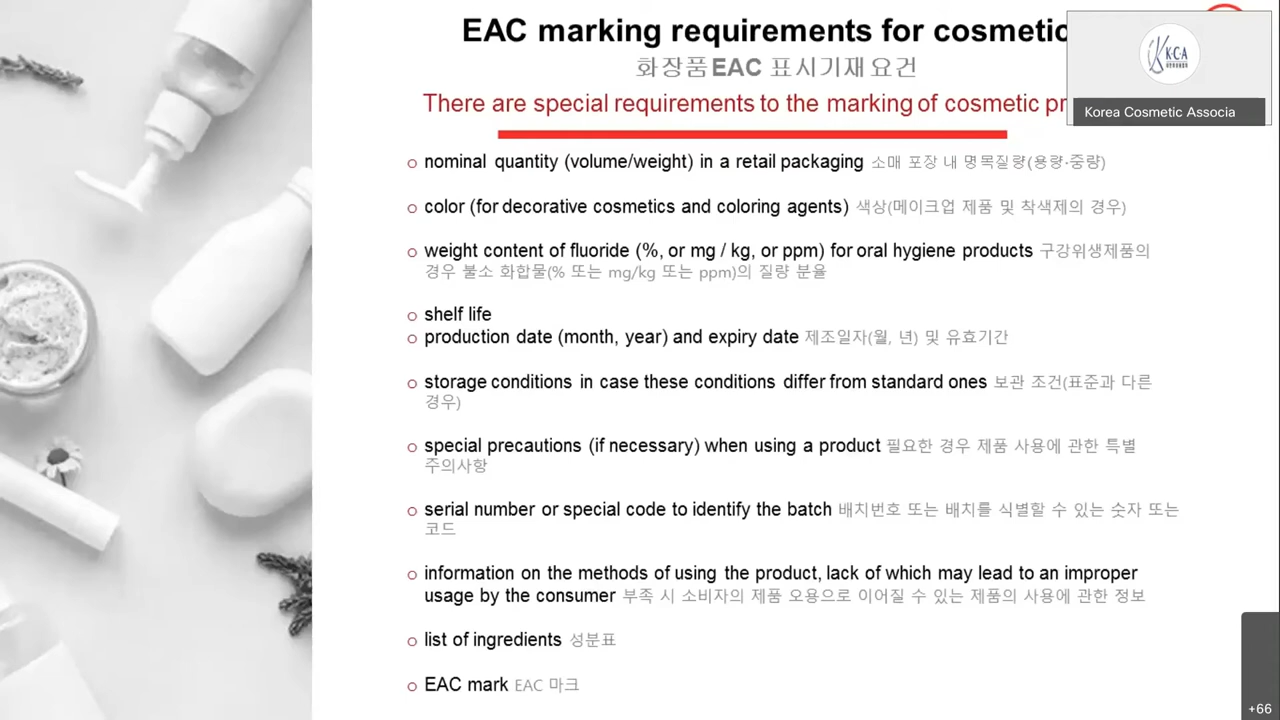 EAC marking requirements for cosmetic
화장품EAC 표시기재 요건
There are special requirements to the marking of cosmetic pr
KCA
Korea Cosmetic Associa
o nominal quantity (volume/weight) in a retail packaging 소매 포장 내 명목질량(용량·중량)
o color (for decorative cosmetics and coloring agents) 색상(메이크업 제품 및 착색제의 경우)
o weight content of fluoride (%, or mg / kg, or ppm) for oral hygiene products 구강위생제품의
경우 불소 화합물(% 또는 mg/kg 또는 ppm)의 질량 분율
o shelf life
o production date (month, year) and expiry date 제조일자(월, 년) 및 유효기간
o storage conditions in case these conditions differ from standard ones 보관 조건(표준과 다른
경우)
o special precautions (if necessary) when using a product 필요한 경우 제품 사용에 관한 특별
주의사항
o serial number or special code to identify the batch 배치번호 또는 배치를 식별할 수 있는 숫자 또는
코드
o information on the methods of using the product, lack of which may lead to an improper
usage by the consumer 부족 시 소비자의 제품 오용으로 이어질 수 있는 제품의 사용에 관한 정보
o list of ingredients 성분표
o EAC mark EAC 마크
+66